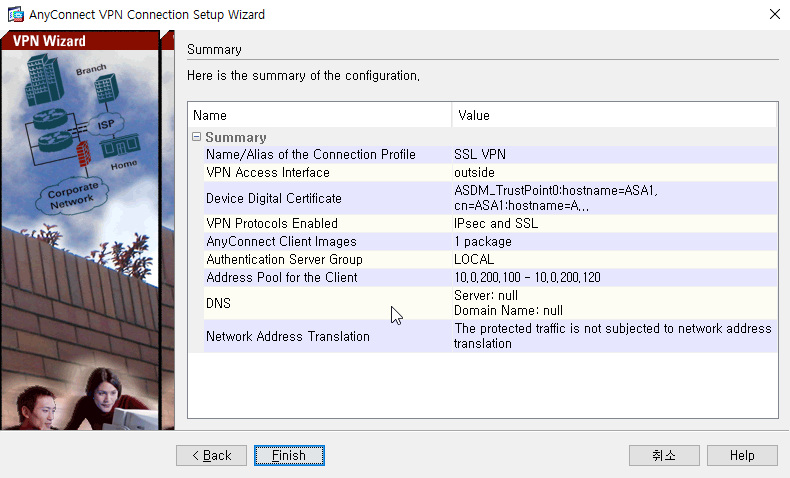 AnyConnect VPN Connection Setup Wizard
VPN Wizard
Branch
ISP
Home
Corporate
Network
Summary
Here is the summary of the configuration.
Name Value
Summary
Name/Alias of the Connection Profile SSL VPN
VPN Access Interface outside
Device Digital Certificate ASDM_TrustPoint0:hostname=ASA1,
cn=ASA1:hostname=A...
VPN Protocols Enabled IPsec and SSL
AnyConnect Client Images 1 package
Authentication Server Group LOCAL
Address Pool for the Client 10.0.200.100 - 10.0.200.120
DNS Server: null
Domain Name: null
Network Address Translation The protected traffic is not subjected to network address
translation
< Back Finish 취소 Help